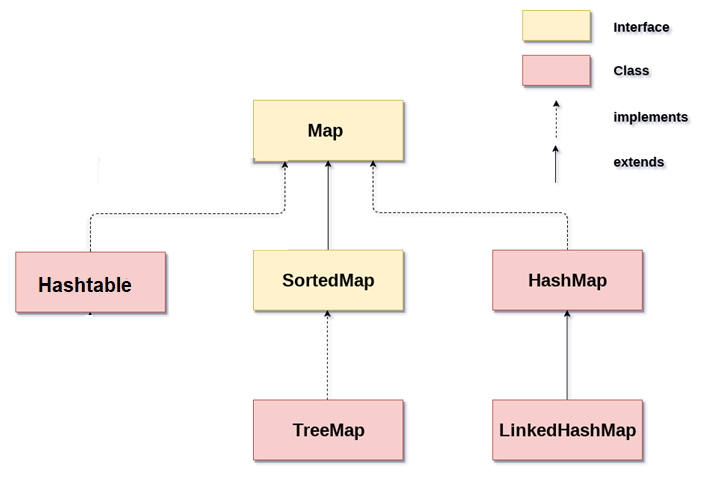 Interface
Class
implements
extends
Map
Hashtable
SortedMap
HashMap
TreeMap
LinkedHashMap